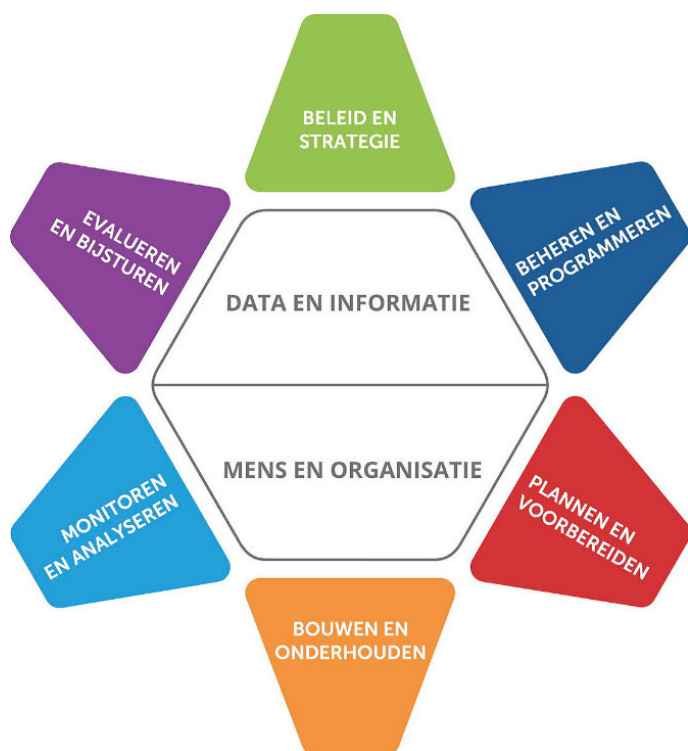 BELEID EN
STRATEGIE
BEHEREN EN
PROGRAMMEREN
PLANNEN EN
VOORBEREIDEN
BOUWEN EN
ONDERHOUDEN
MONITOREN
EN ANALYSEREN
EVALUEREN
EN BIJSTUREN
DATA EN INFORMATIE
MENS EN ORGANISATIE